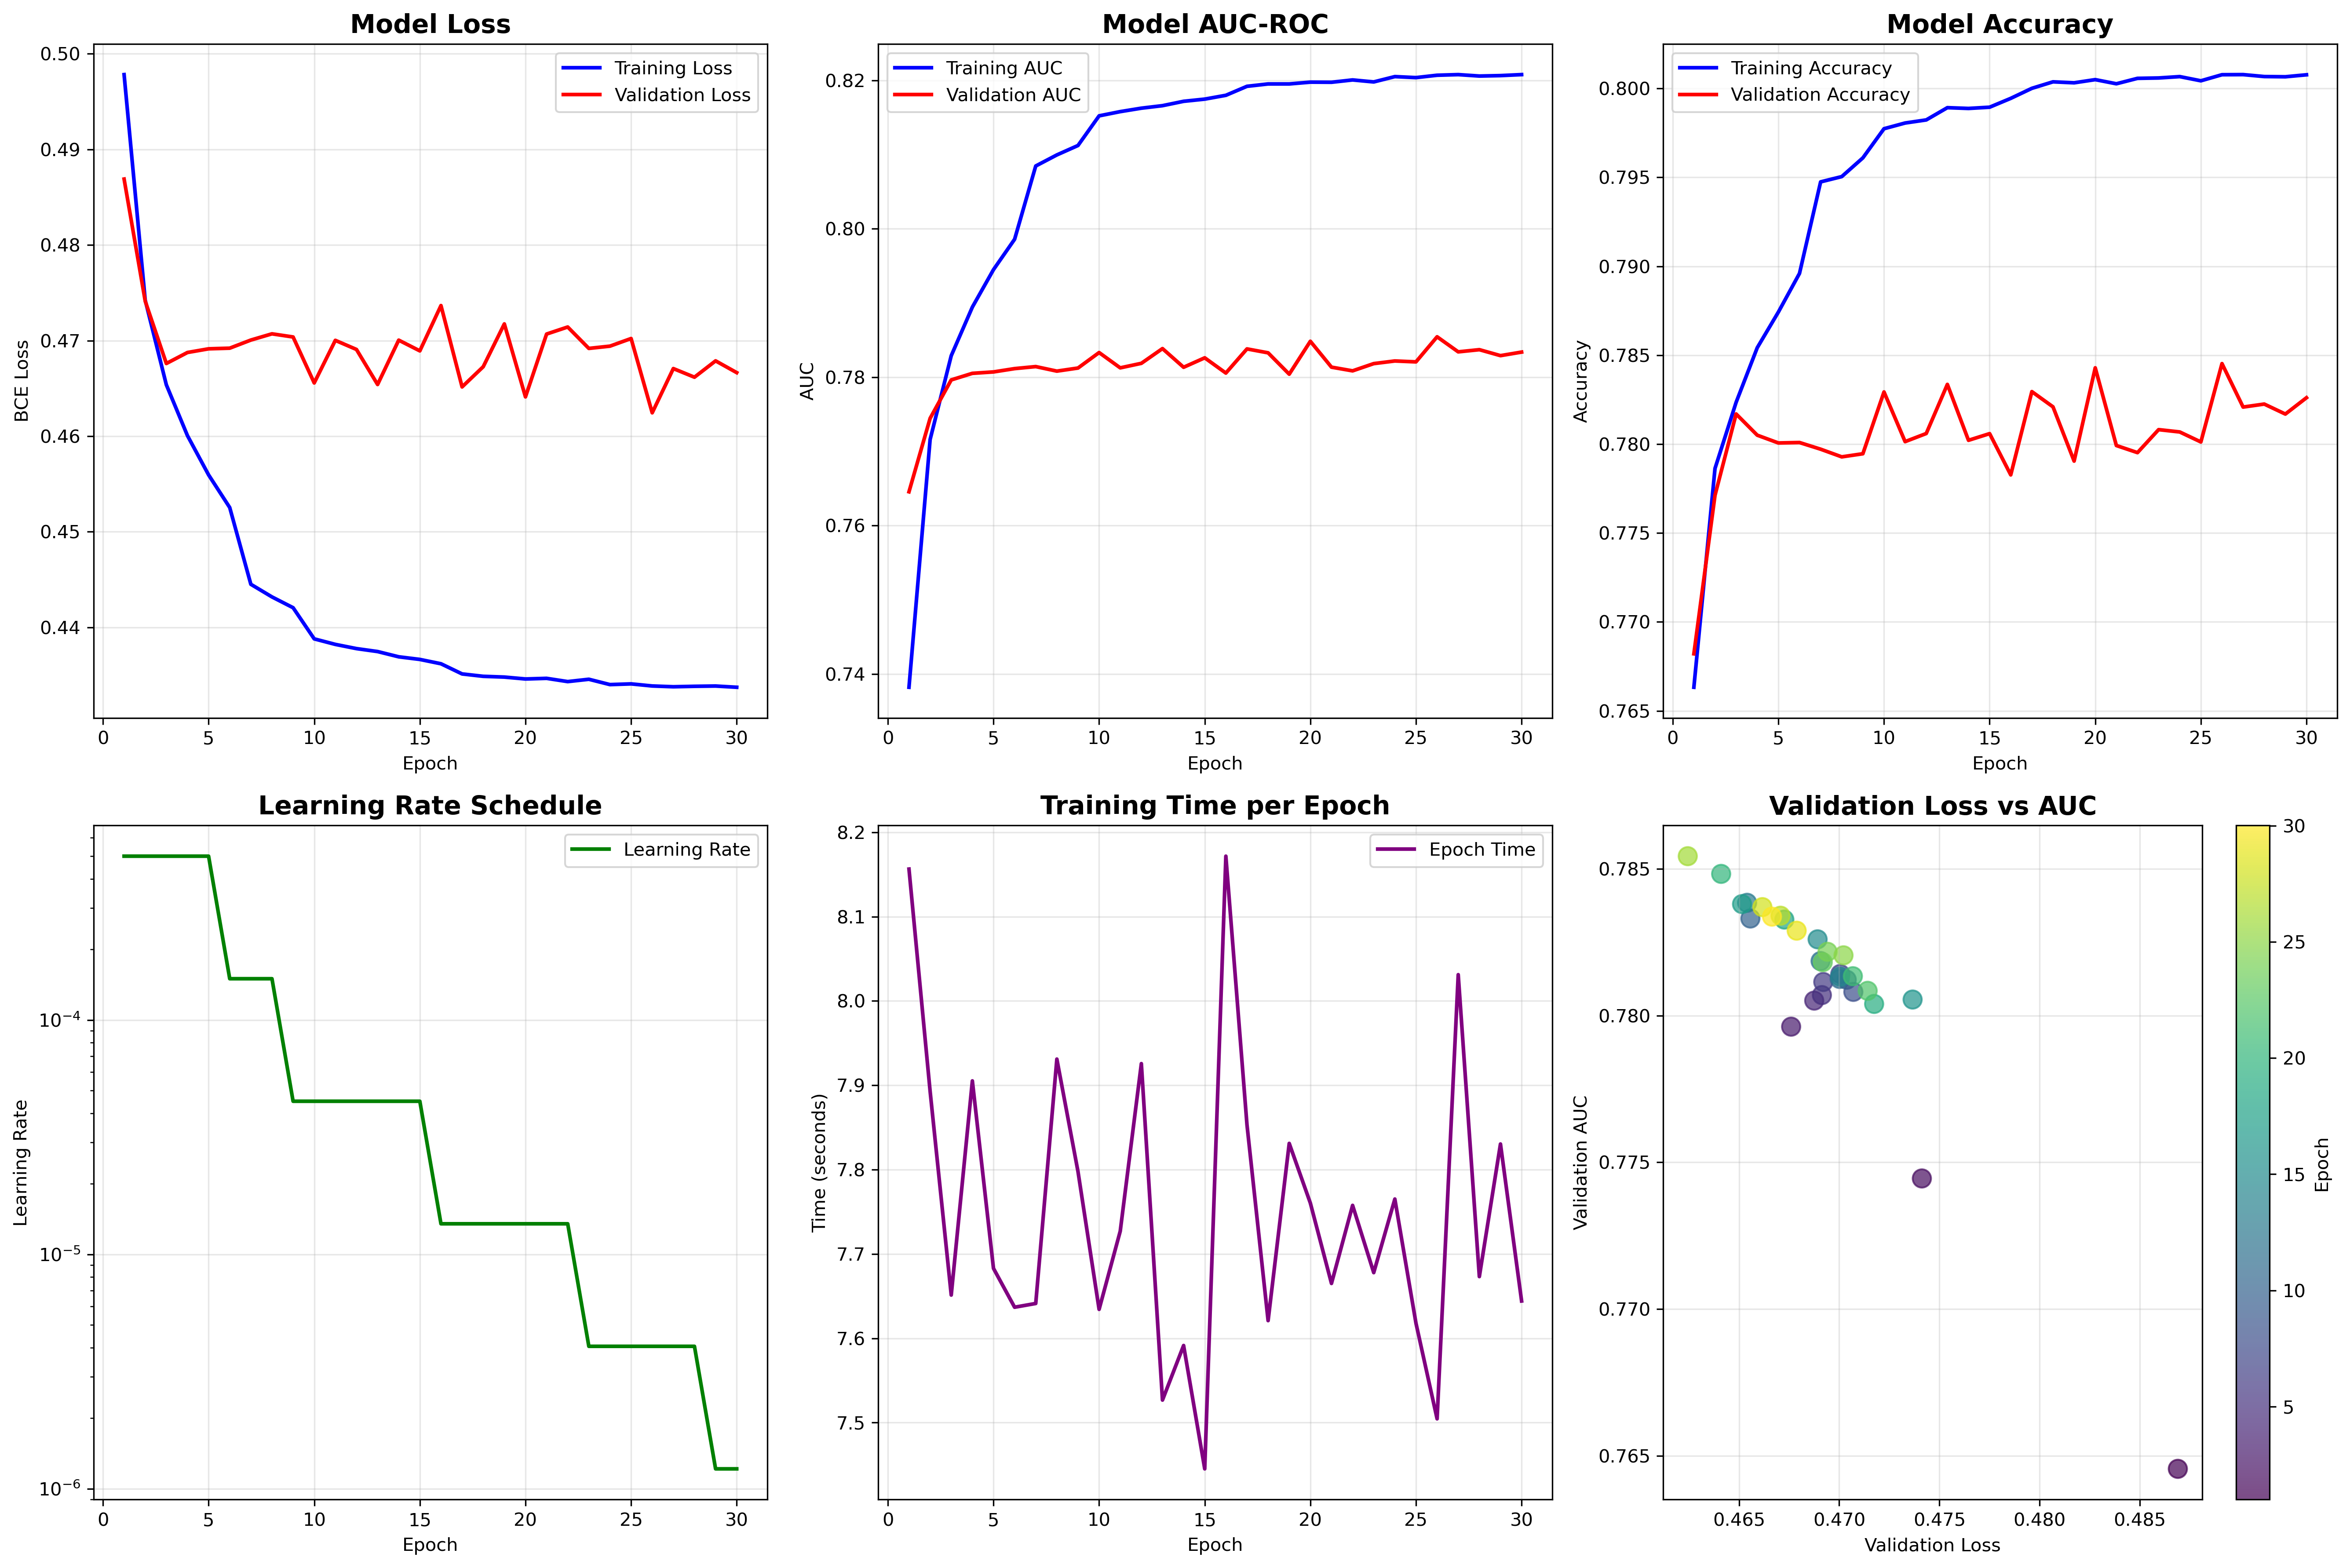 Model Loss
0.50
0.49
0.48
0.47
0.46
0.45
0.44
BCE Loss
Training Loss
Validation Loss
0 5 10 15 20 25 30
Epoch
Model AUC-ROC
0.82
0.80
0.78
0.76
0.74
AUC
Training AUC
Validation AUC
0 5 10 15 20 25 30
Epoch
Model Accuracy
0.800
0.795
0.790
0.785
0.780
0.775
0.770
0.765
Accuracy
Training Accuracy
Validation Accuracy
0 5 10 15 20 25 30
Epoch
Learning Rate Schedule
10⁻⁴
10⁻⁵
10⁻⁶
Learning Rate
Learning Rate
0 5 10 15 20 25 30
Epoch
Training Time per Epoch
8.2
8.1
8.0
7.9
7.8
7.7
7.6
7.5
Time (seconds)
Epoch Time
0 5 10 15 20 25 30
Epoch
Validation Loss vs AUC
0.785
0.780
0.775
0.770
0.765
Validation AUC
0.465 0.470 0.475 0.480 0.485
Validation Loss
30
25
20
15
10
5
Epoch